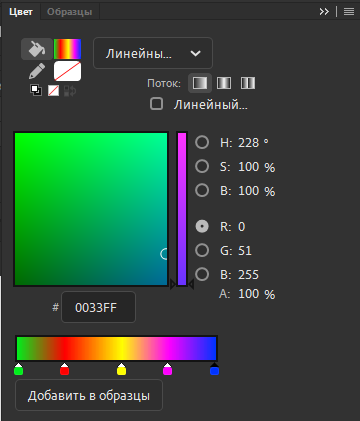 Цвет Образцы
Линейны...
Поток:
Линейный...
H: 228 °
S: 100 %
B: 100 %
R: 0
G: 51
B: 255
A: 100 %
# 0033FF
Добавить в образцы